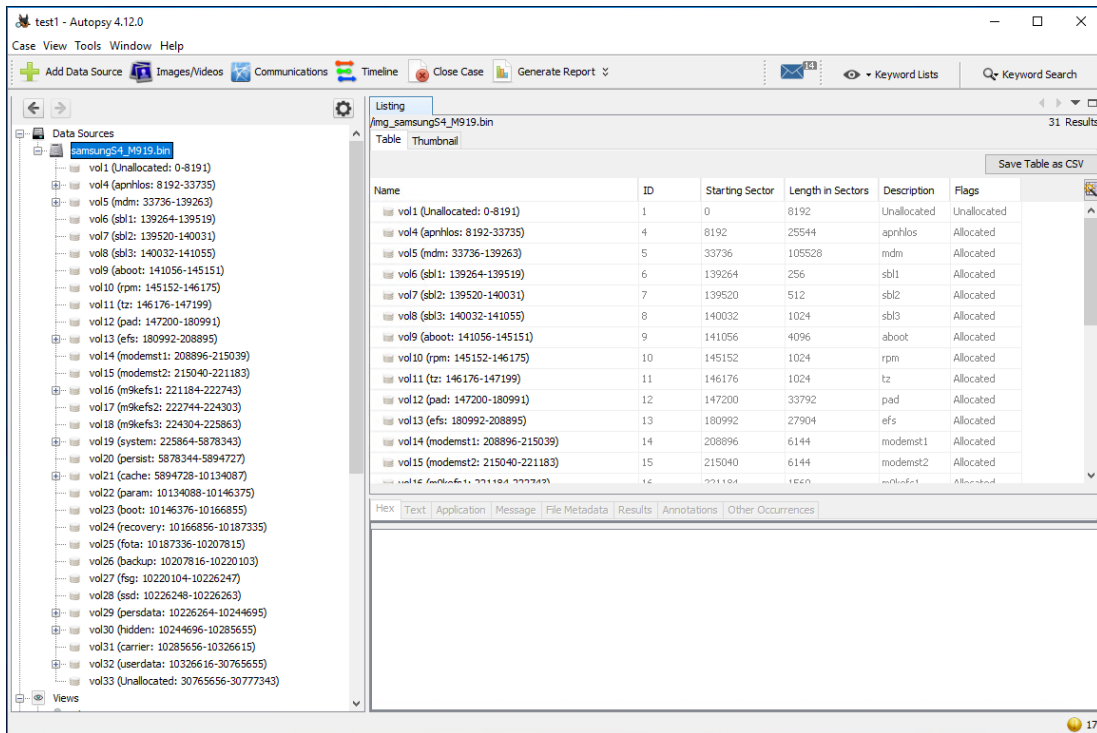 test1 - Autopsy 4.12.0
Case View Tools Window Help
Add Data Source Images/Videos Communications Timeline Close Case Generate Report 14 Keyword Lists Keyword Search
Data Sources
samsungS4_M919.bin
vol1 (Unallocated: 0-8191)
vol4 (apnhlos: 8192-33735)
vol5 (mdm: 33736-139263)
vol6 (sbl1: 139264-139519)
vol7 (sbl2: 139520-140031)
vol8 (sbl3: 140032-141055)
vol9 (aboot: 141056-145151)
vol10 (rpm: 145152-146175)
vol11 (tz: 146176-147199)
vol12 (pad: 147200-180991)
vol13 (efs: 180992-208895)
vol14 (modemst1: 208896-215039)
vol15 (modemst2: 215040-221183)
vol16 (m9kefs1: 221184-222743)
vol17 (m9kefs2: 222744-224303)
vol18 (m9kefs3: 224304-225863)
vol19 (system: 225864-5878343)
vol20 (persist: 5878344-5894727)
vol21 (cache: 5894728-10134087)
vol22 (param: 10134088-10146375)
vol23 (boot: 10146376-10166855)
vol24 (recovery: 10166856-10187335)
vol25 (fota: 10187336-10207815)
vol26 (backup: 10207816-10220103)
vol27 (fsg: 10220104-10226247)
vol28 (ssd: 10226248-10226263)
vol29 (persdata: 10226264-10244695)
vol30 (hidden: 10244696-10285655)
vol31 (carrier: 10285656-10326615)
vol32 (userdata: 10326616-30765655)
vol33 (Unallocated: 30765656-30777343)
Views
Listing
/img_samsungS4_M919.bin 31 Results
Table Thumbnail
Save Table as CSV
Name ID Starting Sector Length in Sectors Description Flags
vol1 (Unallocated: 0-8191) 1 0 8192 Unallocated Unallocated
vol4 (apnhlos: 8192-33735) 4 8192 25544 apnhlos Allocated
vol5 (mdm: 33736-139263) 5 33736 105528 mdm Allocated
vol6 (sbl1: 139264-139519) 6 139264 256 sbl1 Allocated
vol7 (sbl2: 139520-140031) 7 139520 512 sbl2 Allocated
vol8 (sbl3: 140032-141055) 8 140032 1024 sbl3 Allocated
vol9 (aboot: 141056-145151) 9 141056 4096 aboot Allocated
vol10 (rpm: 145152-146175) 10 145152 1024 rpm Allocated
vol11 (tz: 146176-147199) 11 146176 1024 tz Allocated
vol12 (pad: 147200-180991) 12 147200 33792 pad Allocated
vol13 (efs: 180992-208895) 13 180992 27904 efs Allocated
vol14 (modemst1: 208896-215039) 14 208896 6144 modemst1 Allocated
vol15 (modemst2: 215040-221183) 15 215040 6144 modemst2 Allocated
vol16 (m9kefs1: 221184-222743) 16 221184 1560 m9kefs1 Allocated
Hex Text Application Message File Metadata Results Annotations Other Occurrences
17